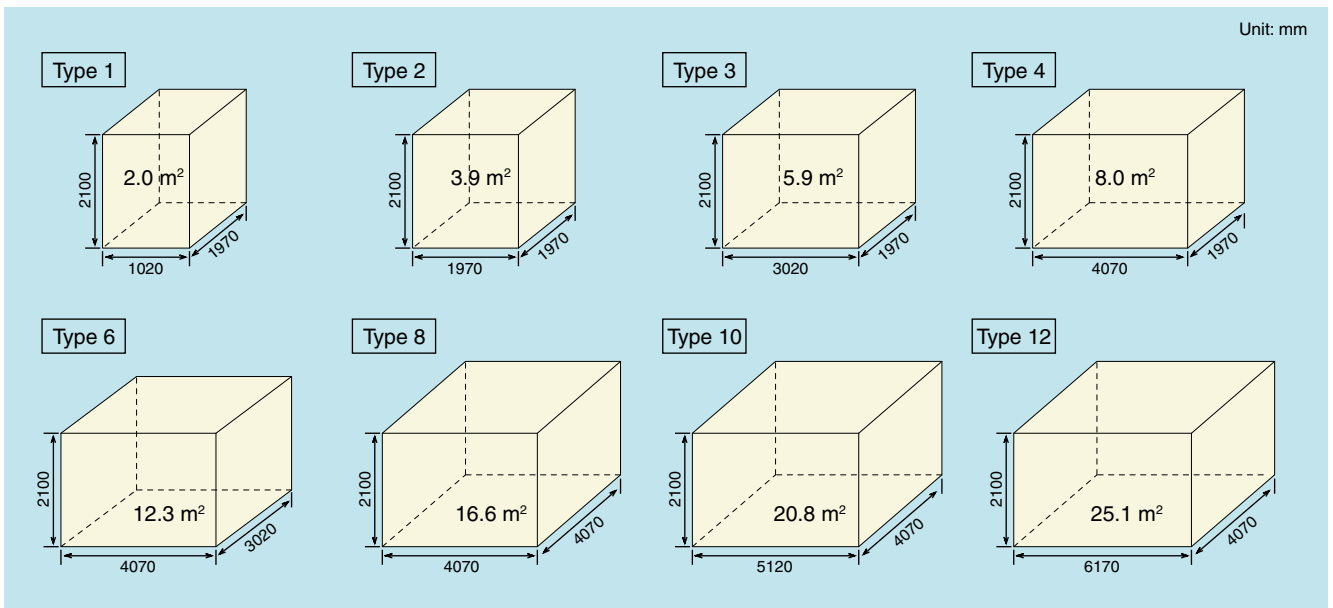 Unit: mm
Type 1
Type 2
Type 3
Type 4
2.0 m²
3.9 m²
5.9 m²
8.0 m²
2100
2100
2100
2100
1970
1970
1970
1970
1020
1970
3020
4070
Type 6
Type 8
Type 10
Type 12
2100
2100
2100
2100
12.3 m²
16.6 m²
20.8 m²
25.1 m²
3020
4070
4070
4070
4070
4070
5120
6170